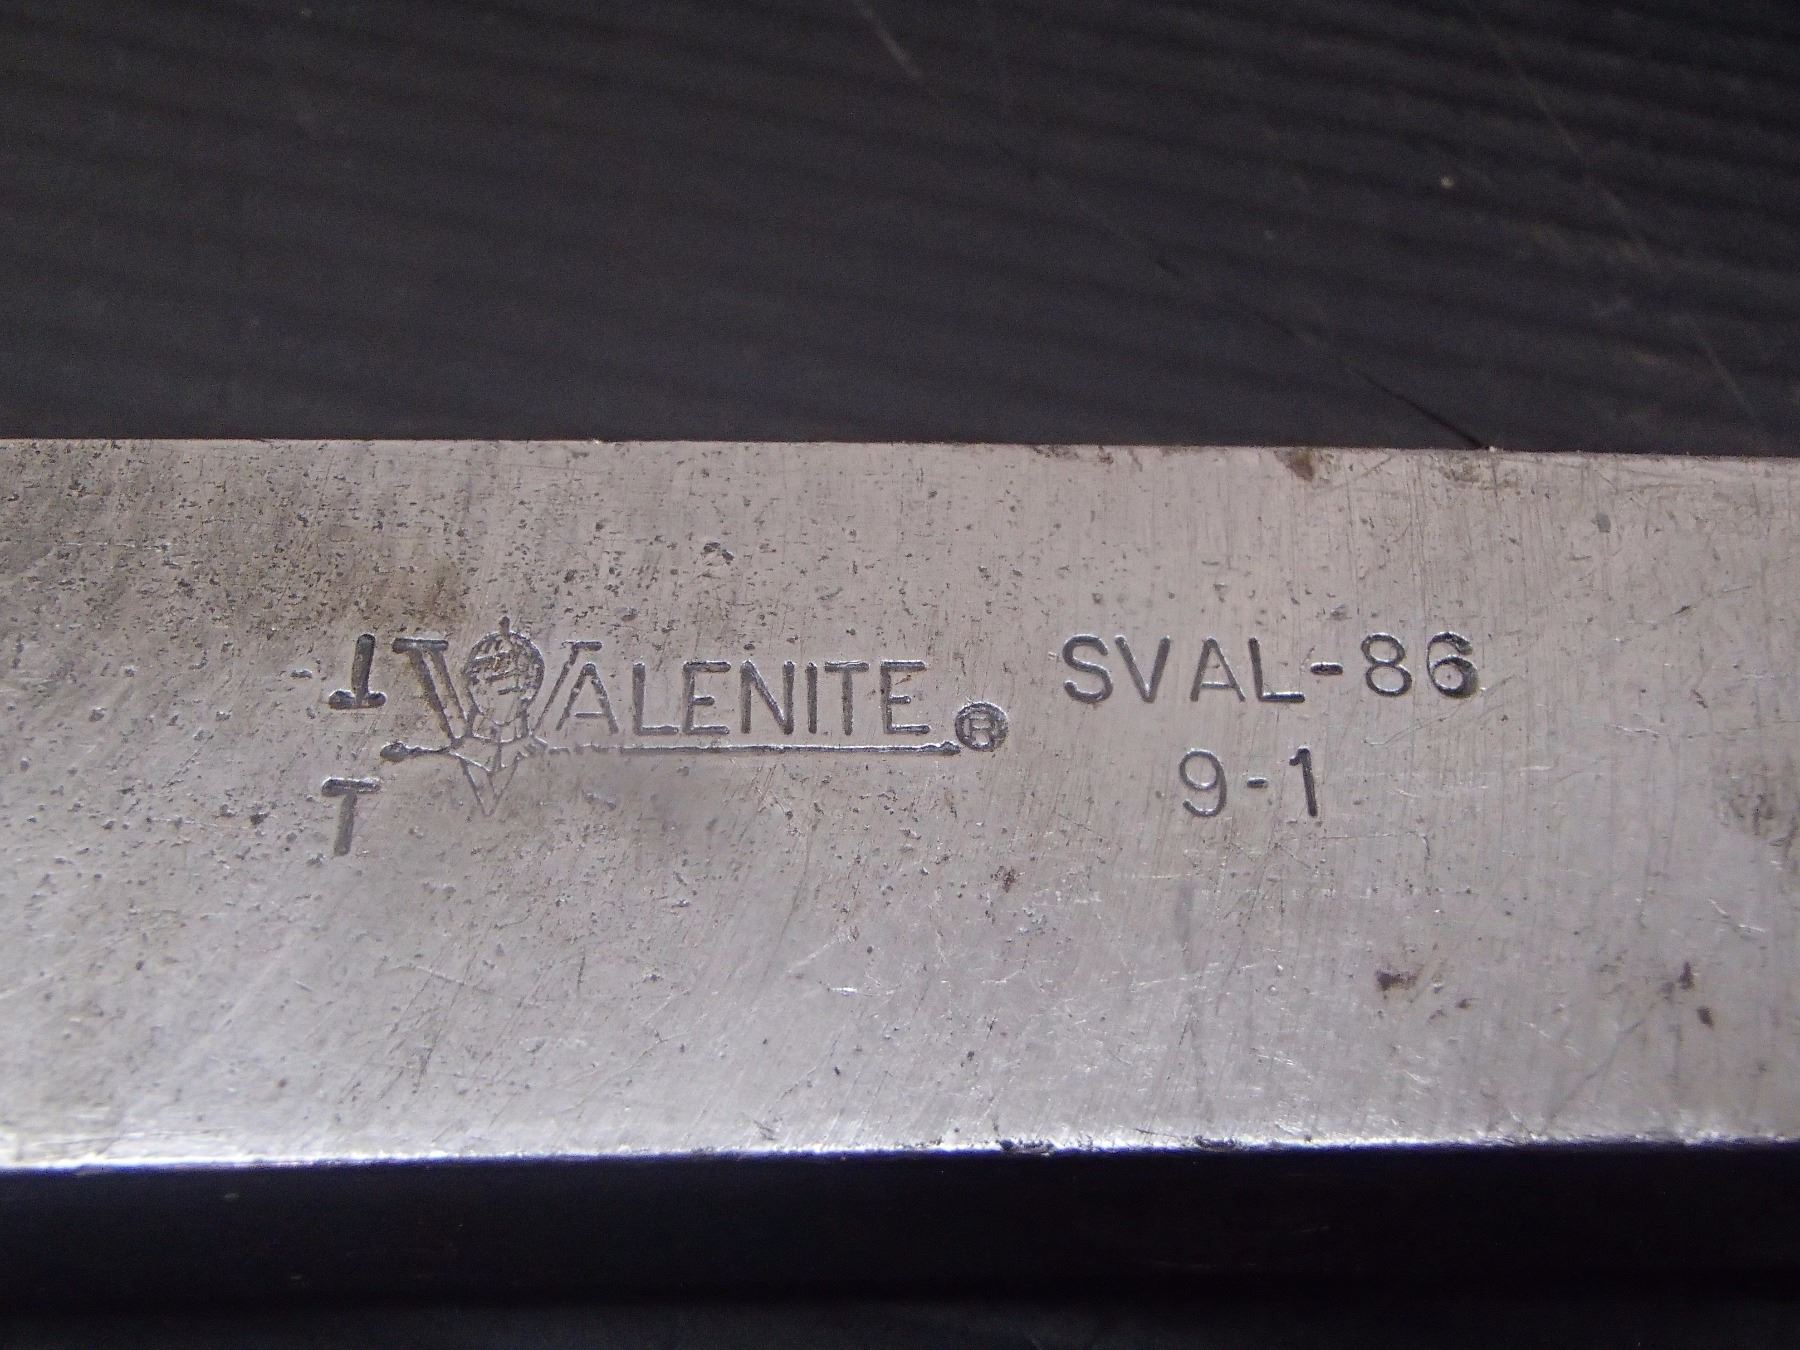 T VALENITE ® SVAL-86
T 9-1